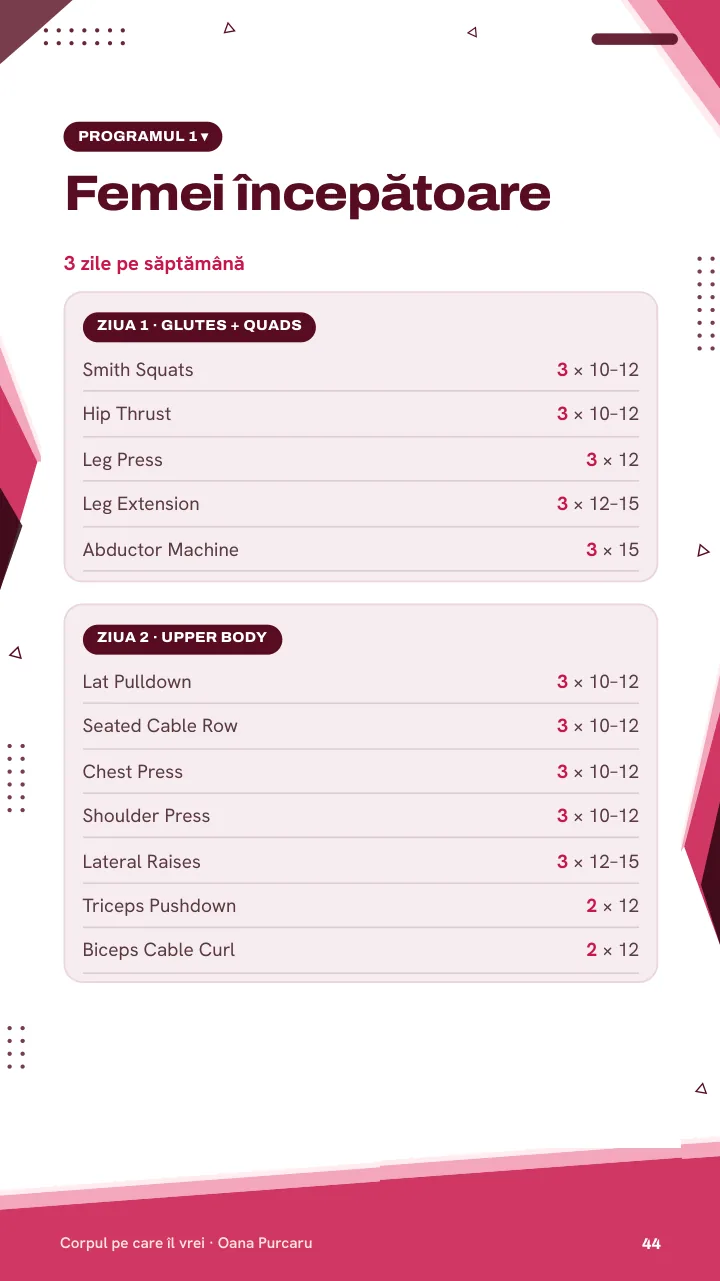 PROGRAMUL 1 ▾
Femei începătoare
3 zile pe săptămână
ZIUA 1 · GLUTES + QUADS
Smith Squats 3 × 10–12
Hip Thrust 3 × 10–12
Leg Press 3 × 12
Leg Extension 3 × 12–15
Abductor Machine 3 × 15
ZIUA 2 · UPPER BODY
Lat Pulldown 3 × 10–12
Seated Cable Row 3 × 10–12
Chest Press 3 × 10–12
Shoulder Press 3 × 10–12
Lateral Raises 3 × 12–15
Triceps Pushdown 2 × 12
Biceps Cable Curl 2 × 12
Corpul pe care îl vrei · Oana Purcaru 44